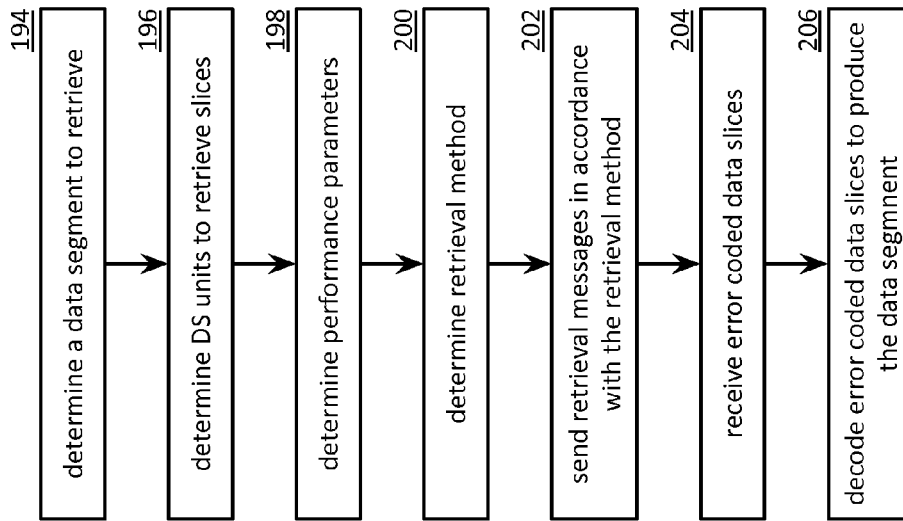 194
determine a data segment to retrieve
196
determine DS units to retrieve slices
198
determine performance parameters
200
determine retrieval method
202
send retrieval messages in accordance
with the retrieval method
204
receive error coded data slices
206
decode error coded data slices to produce
the data segmnent